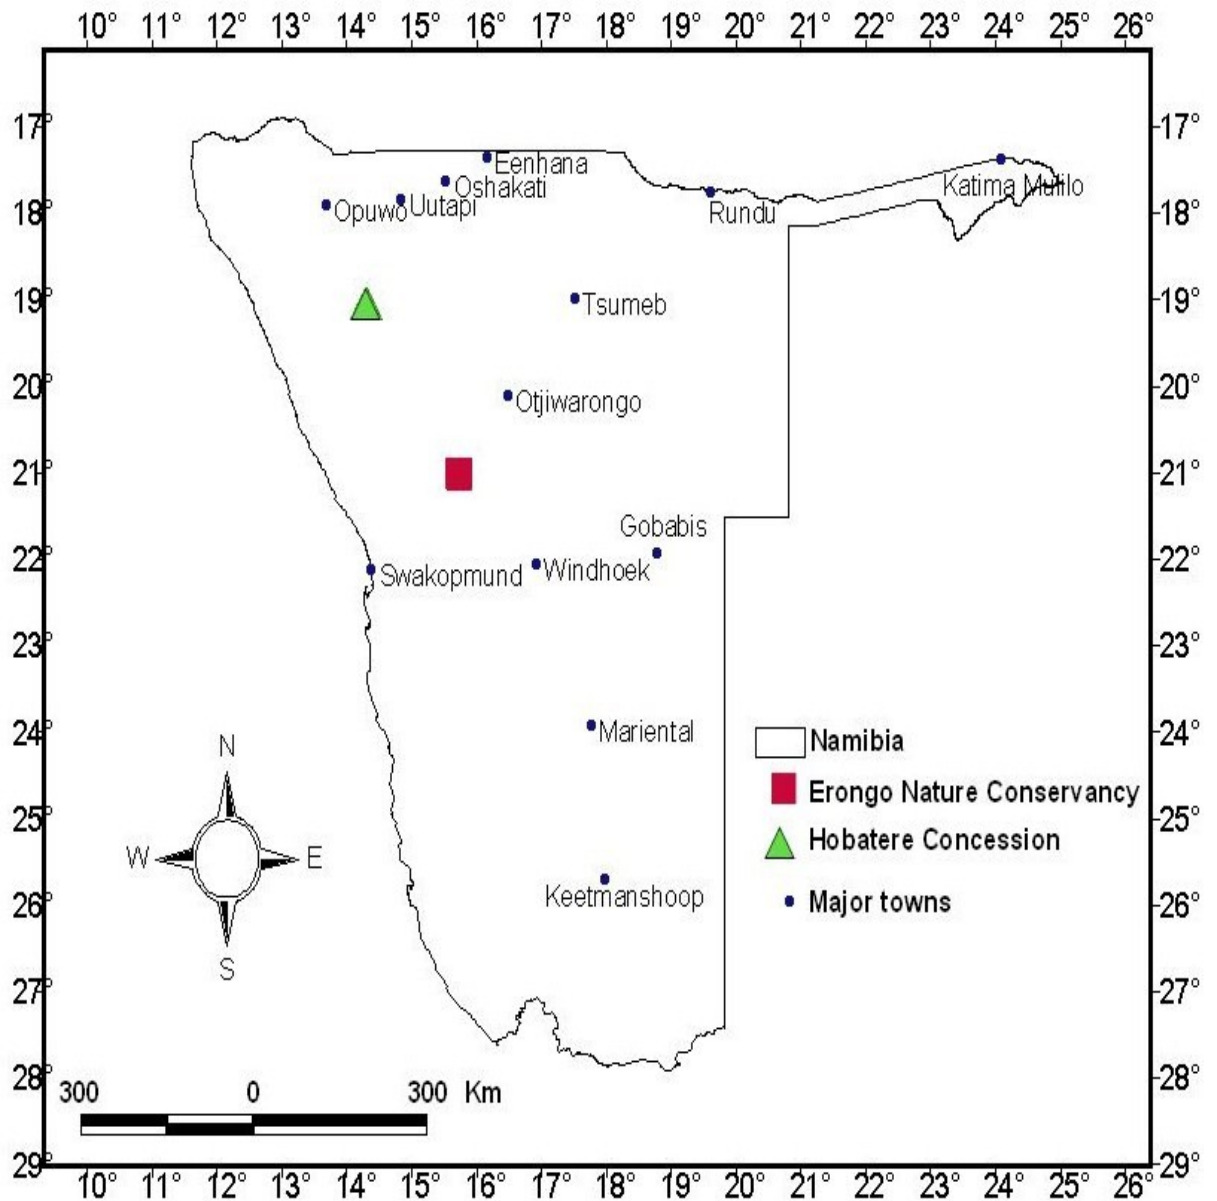 10° 11° 12° 13° 14° 15° 16° 17° 18° 19° 20° 21° 22° 23° 24° 25° 26°
17° 17°
Eenhana
Oshakati
Katima Mulilo
Opuwo Uutapi
Rundu
18° 18°
19° 19°
Tsumeb
20° 20°
Otjiwarongo
21° 21°
Gobabis
22° 22°
Swakopmund Windhoek
23° 23°
24° 24°
Mariental
Namibia
N
Erongo Nature Conservancy
25° 25°
Hobatere Concession
W E
Keetmanshoop
Major towns
26° 26°
S
27° 27°
28° 28°
300 0 300 Km
29° 29°
10° 11° 12° 13° 14° 15° 16° 17° 18° 19° 20° 21° 22° 23° 24° 25° 26°